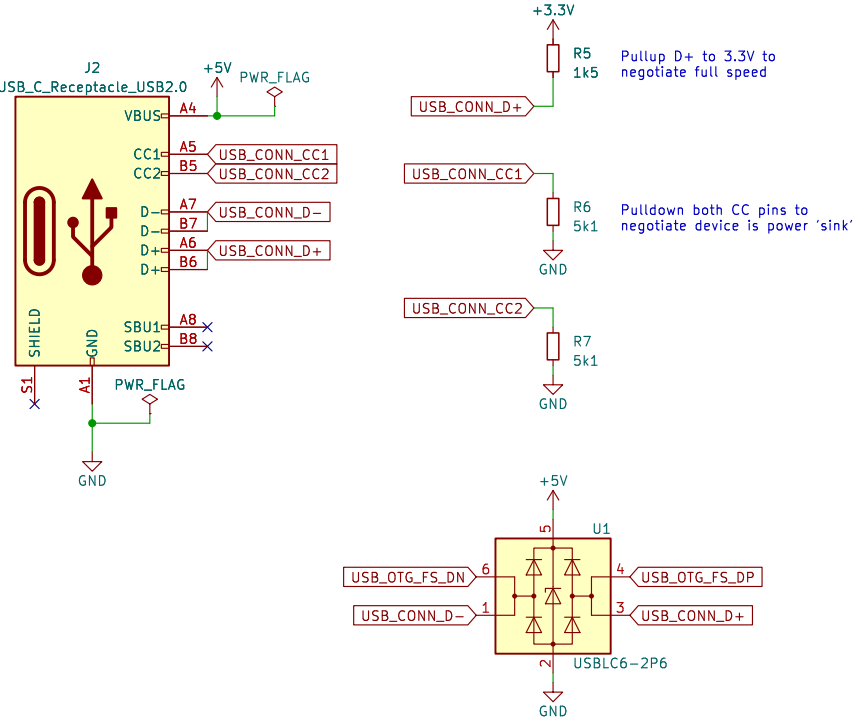 J2
USB_C_Receptacle_USB2.0
+5V
PWR_FLAG
VBUS
A4
CC1
A5
USB_CONN_CC1
CC2
B5
USB_CONN_CC2
D-
A7
USB_CONN_D-
D-
B7
D+
A6
USB_CONN_D+
D+
B6
SBU1
A8
SBU2
B8
SHIELD
GND
S1
A1
PWR_FLAG
GND
+3.3V
R5
1k5
Pullup D+ to 3.3V to
negotiate full speed
USB_CONN_D+
USB_CONN_CC1
R6
5k1
Pulldown both CC pins to
negotiate device is power 'sink'
GND
USB_CONN_CC2
R7
5k1
GND
+5V
5
U1
USB_OTG_FS_DN
6
4
USB_OTG_FS_DP
USB_CONN_D-
1
3
USB_CONN_D+
2
USBLC6-2P6
GND